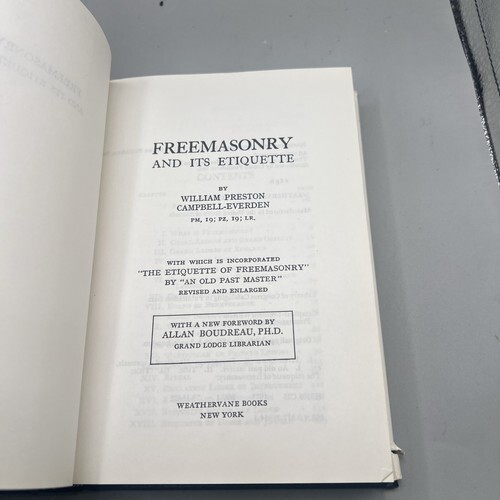 FREEMASONRY
AND ITS ETIQUETTE
BY
WILLIAM PRESTON
CAMPBELL-EVERDEN
PM, 19; PZ, 19; LR.
WITH WHICH IS INCORPORATED
"THE ETIQUETTE OF FREEMASONRY"
BY "AN OLD PAST MASTER"
REVISED AND ENLARGED
WITH A NEW FOREWORD BY
ALLAN BOUDREAU, PH.D.
GRAND LODGE LIBRARIAN
WEATHERVANE BOOKS
NEW YORK